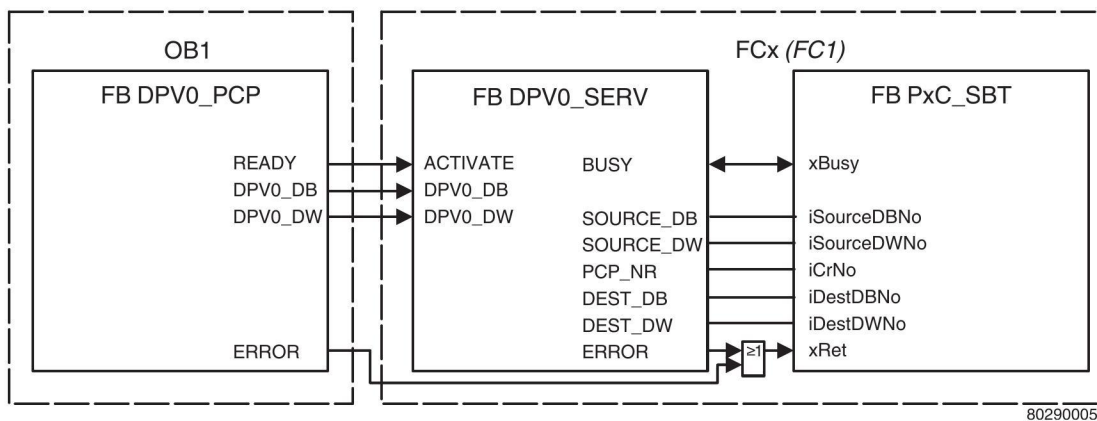 OB1
FCx (FC1)
FB DPV0_PCP
FB DPV0_SERV
FB PxC_SBT
READY
ACTIVATE
BUSY
xBusy
DPV0_DB
DPV0_DB
DPV0_DW
DPV0_DW
SOURCE_DB
iSourceDBNo
SOURCE_DW
iSourceDWNo
PCP_NR
iCrNo
DEST_DB
iDestDBNo
DEST_DW
iDestDWNo
ERROR
ERROR
≥1
xRet
80290005